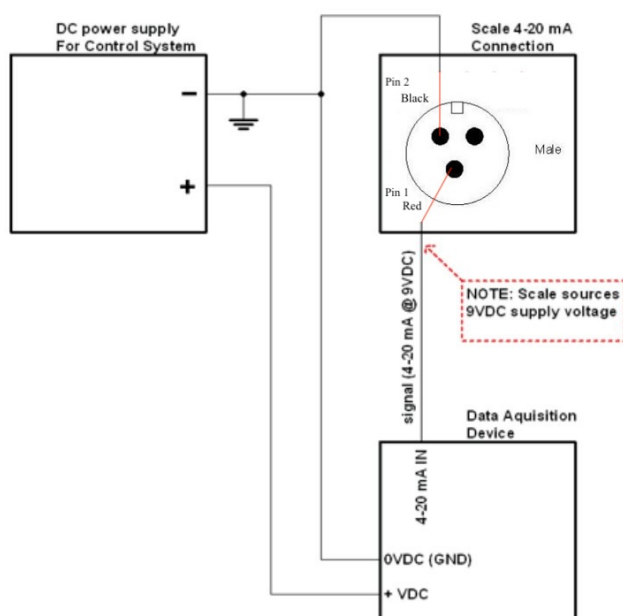 DC power supply
For Control System
−
+
Scale 4-20 mA
Connection
Pin 2
Black
Male
Pin 1
Red
NOTE: Scale sources
9VDC supply voltage
signal (4-20 mA @ 9VDC)
Data Aquisition
Device
4-20 mA IN
0VDC (GND)
+ VDC